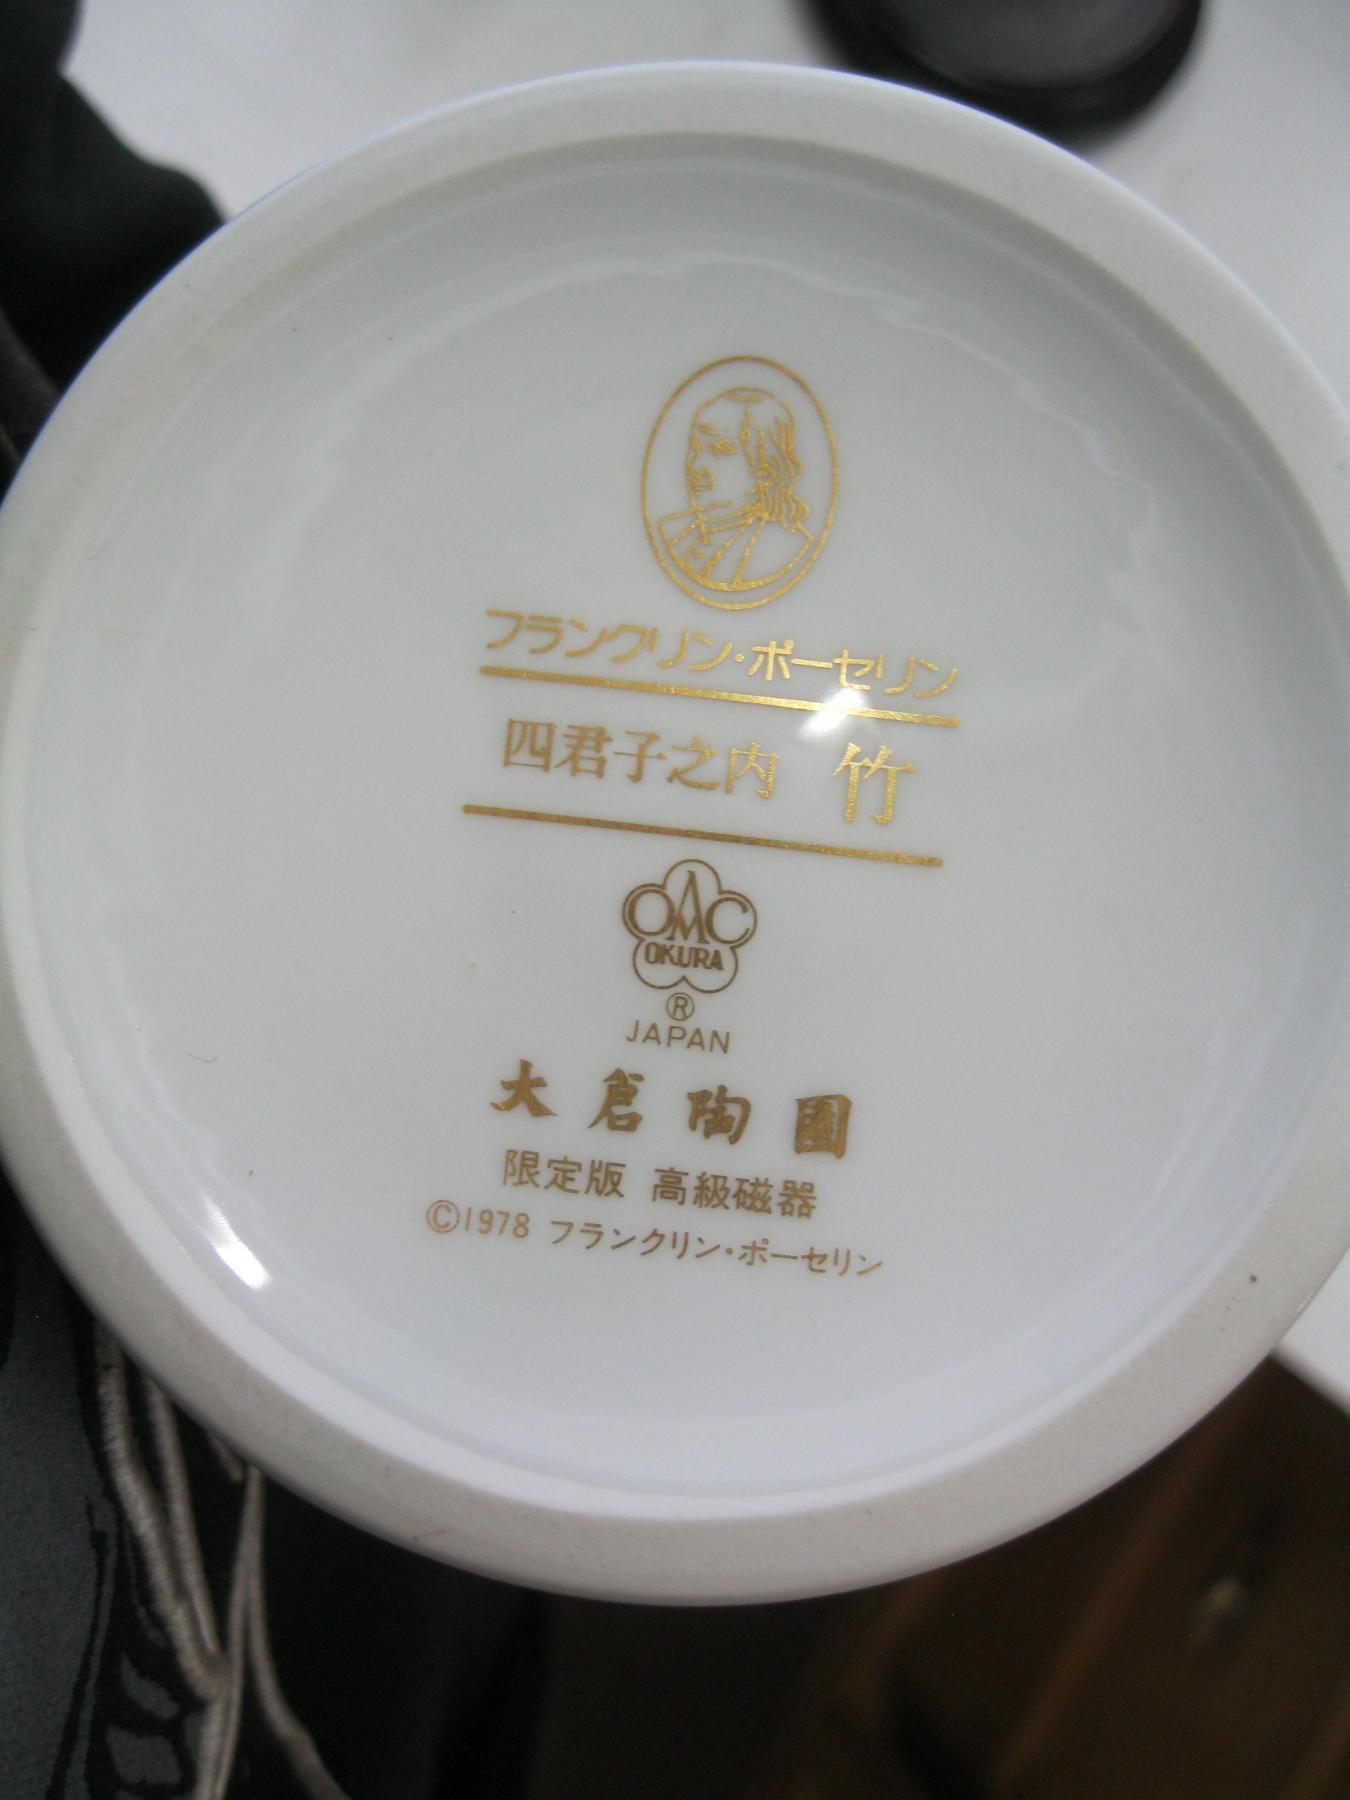 フランクリン・ポーセリン
四君子之内 竹
OAC
OKURA
®
JAPAN
大倉陶園
限定版 高級磁器
©1978 フランクリン・ポーセリン